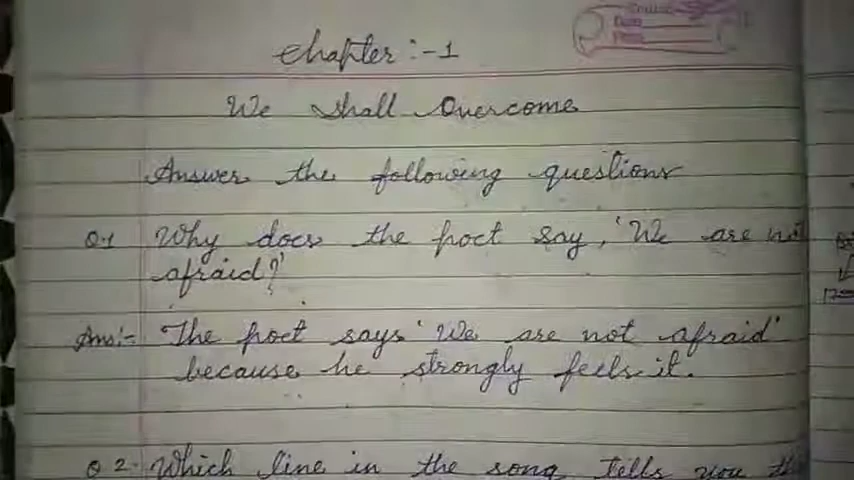 Chapter :- 1
We shall Overcome
Answer the following questions
Q.1 Why does the poet say, 'We are not
afraid?'
Ans:- The poet says 'We are not afraid'
because he strongly feels it.
Q 2. Which line in the song tells you